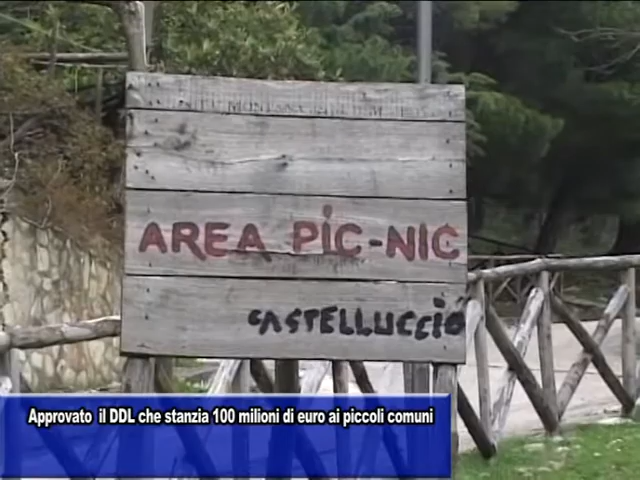 AREA PIC-NIC
CASTELLUCCIO
Approvato il DDL che stanzia 100 milioni di euro ai piccoli comuni